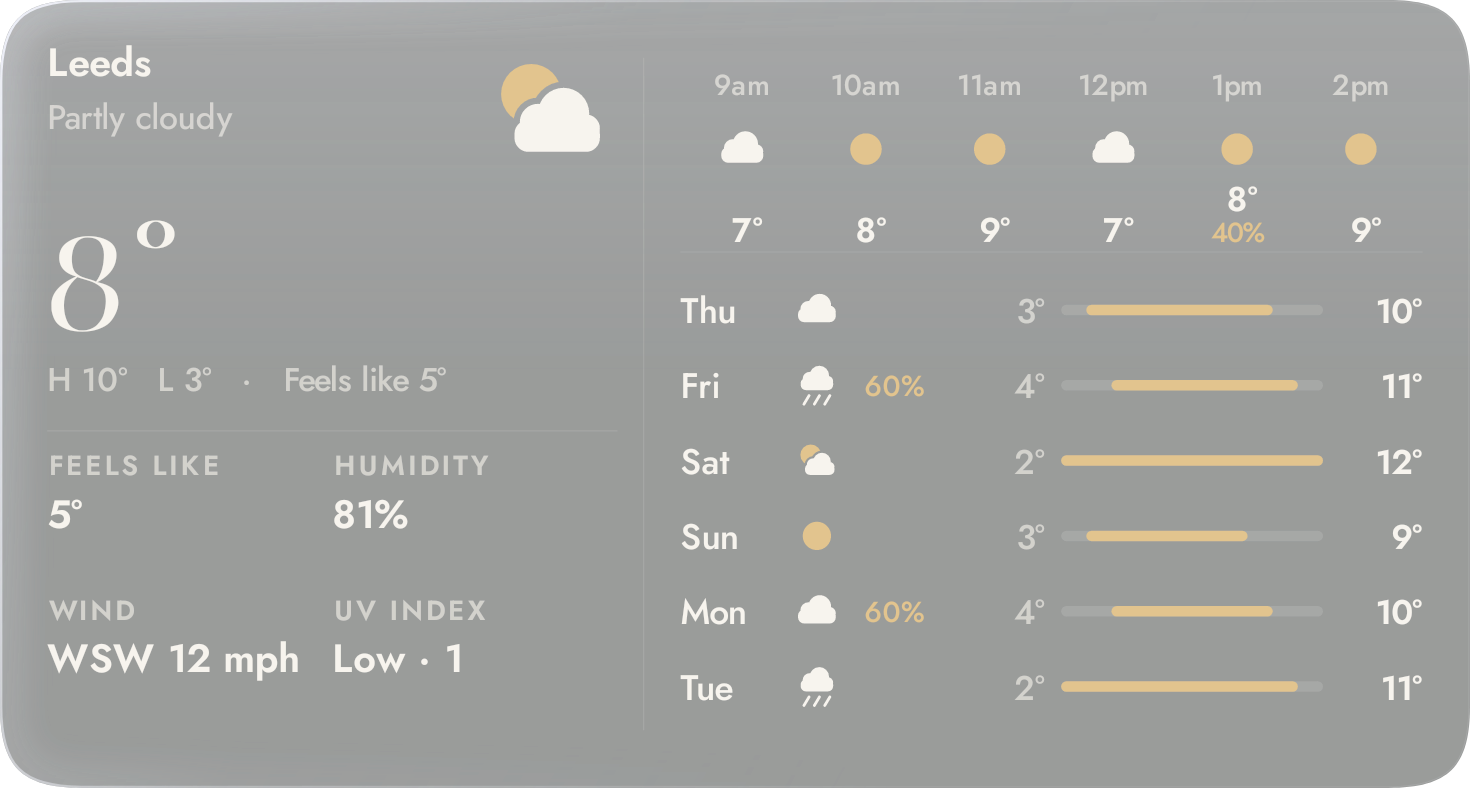 Leeds
Partly cloudy
8°
H 10° L 3° · Feels like 5°
FEELS LIKE HUMIDITY
5° 81%
WIND UV INDEX
WSW 12 mph Low · 1
9am 10am 11am 12pm 1pm 2pm
7° 8° 9° 7° 8° 9°
40%
Thu 3° 10°
Fri 60% 4° 11°
Sat 2° 12°
Sun 3° 9°
Mon 60% 4° 10°
Tue 2° 11°